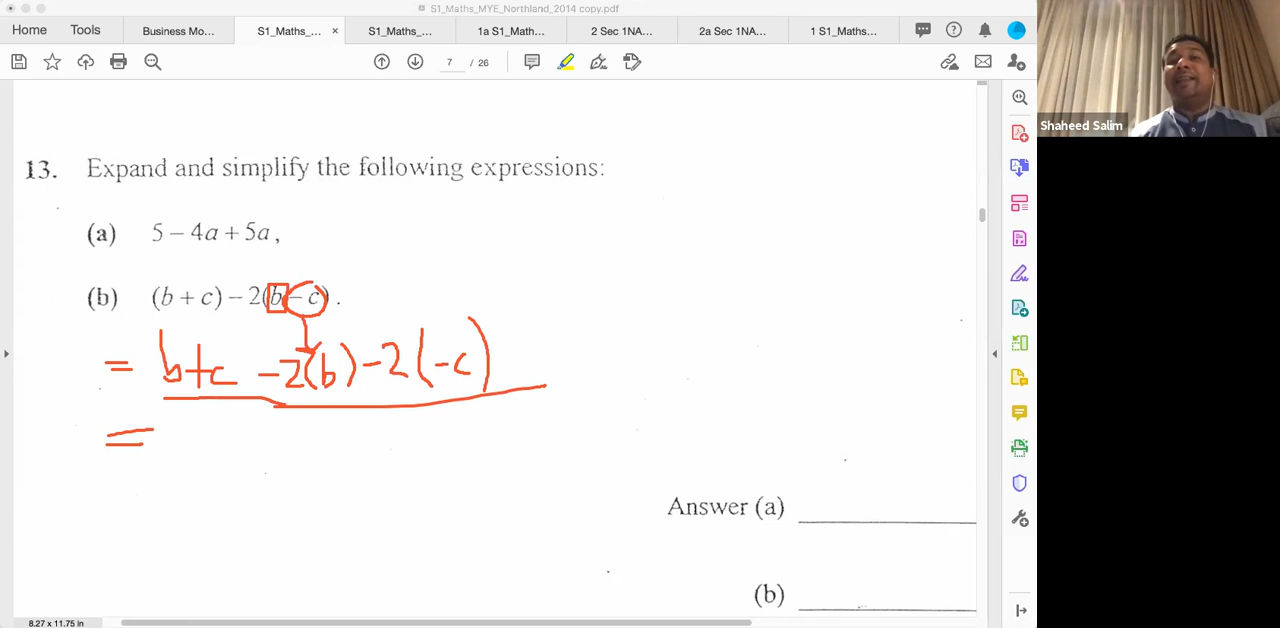 S1_Maths_MYE_Northland_2014 copy.pdf
Home Tools Business Mo... S1_Maths_... × S1_Maths_... 1a S1_Math... 2 Sec 1NA... 2a Sec 1NA... 1 S1_Maths...
7 / 26
Shaheed Salim
13. Expand and simplify the following expressions:
(a) 5 – 4a + 5a ,
(b) (b + c) – 2(b – c) .
= b+c -2(b) -2(-c)
=
Answer (a)
(b)
8.27 x 11.75 in